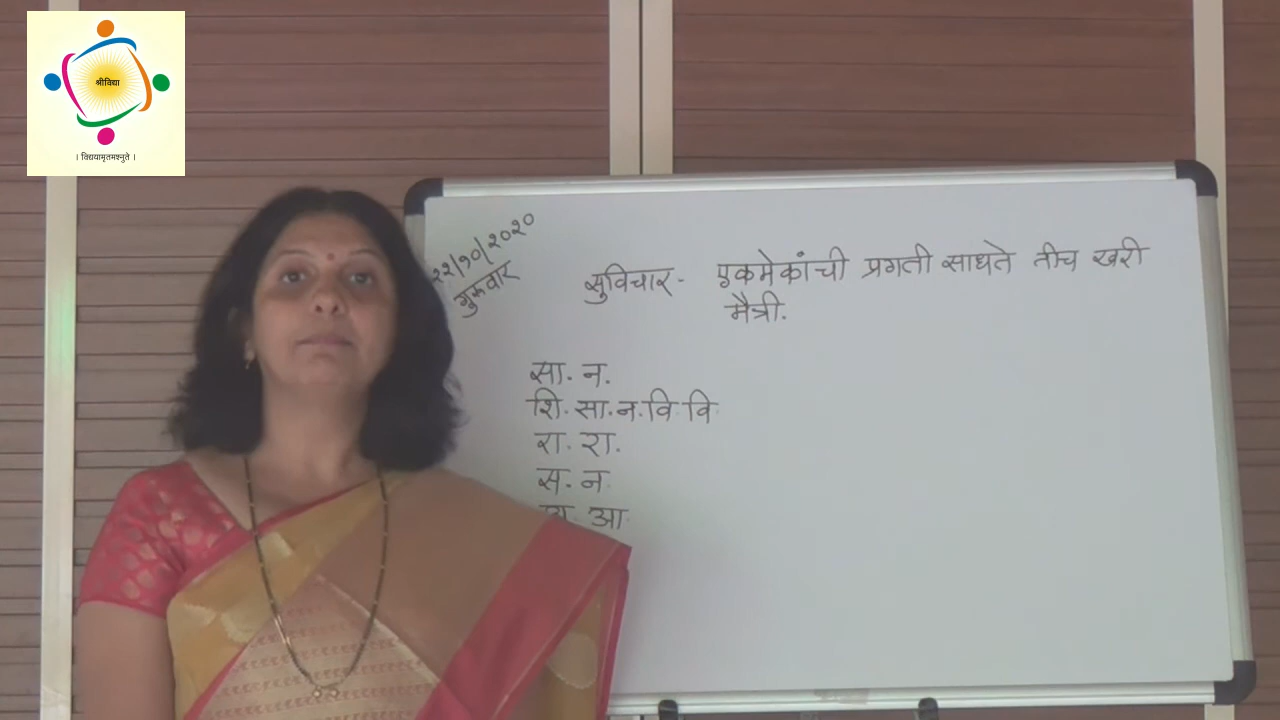 श्रीविद्या
। विद्ययामृतमश्नुते ।
२२/१०/२०२०
गुरूवार
सुविचार - एकमेकांची प्रगती साधते तीच खरी
मैत्री.
सा. न.
शि. सा. न. वि. वि.
रा. रा.
स. न.
आ.